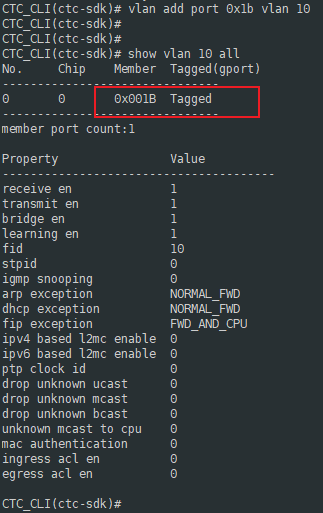 CTC_CLI(ctc-sdk)# vlan add port 0x1b vlan 10
CTC_CLI(ctc-sdk)#
CTC_CLI(ctc-sdk)#
CTC_CLI(ctc-sdk)# show vlan 10 all
No. Chip Member Tagged(gport)
--------------------------------
0 0 0x001B Tagged
--------------------------------
member port count:1
Property Value
----------------------------------------
receive en 1
transmit en 1
bridge en 1
learning en 1
fid 10
stpid 0
igmp snooping 0
arp exception NORMAL_FWD
dhcp exception NORMAL_FWD
fip exception FWD_AND_CPU
ipv4 based l2mc enable 0
ipv6 based l2mc enable 0
ptp clock id 0
drop unknown ucast 0
drop unknown mcast 0
drop unknown bcast 0
unknown mcast to cpu 0
mac authentication 0
ingress acl en 0
egress acl en 0
CTC_CLI(ctc-sdk)#